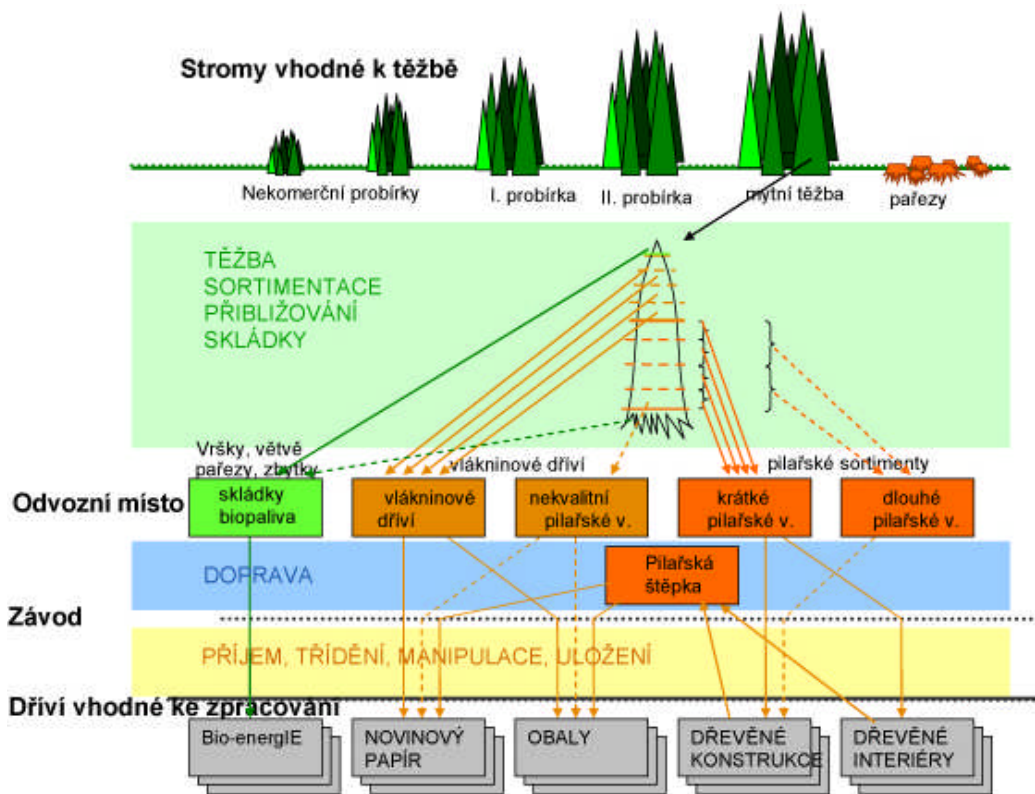 Stromy vhodné k těžbě
Nekomerční probírky
I. probírka
II. probírka
mýtní těžba
pařezy
TĚŽBA
SORTIMENTACE
PŘIBLIŽOVÁNÍ
SKLÁDKY
Vršky, větvě
pařezy, zbytky
vlákninové dříví
pilařské sortimenty
Odvozní místo
skládky
biopaliva
vlákninové
dříví
nekvalitní
pilařské v.
krátké
pilařské v.
dlouhé
pilařské v.
DOPRAVA
Pilařská
štěpka
Závod
PŘÍJEM, TŘÍDĚNÍ, MANIPULACE, ULOŽENÍ
Dříví vhodné ke zpracování
Bio-energIE
NOVINOVÝ
PAPÍR
OBALY
DŘEVĚNÉ
KONSTRUKCE
DŘEVĚNÉ
INTERIÉRY